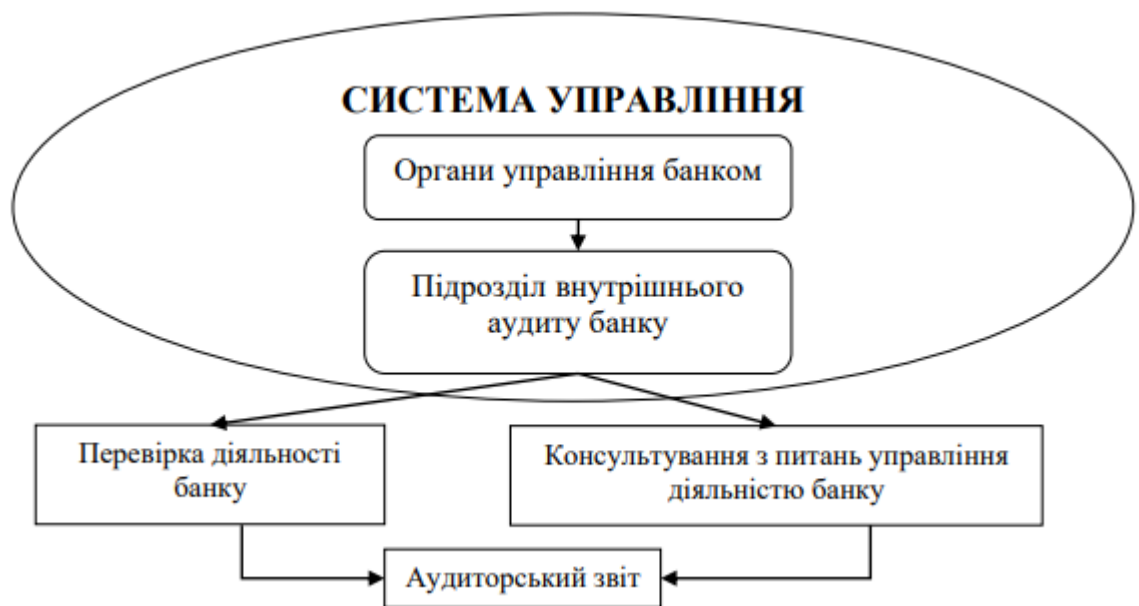 СИСТЕМА УПРАВЛІННЯ
Органи управління банком
Підрозділ внутрішнього
аудиту банку
Перевірка діяльності
банку
Консультування з питань управління
діяльністю банку
Аудиторський звіт